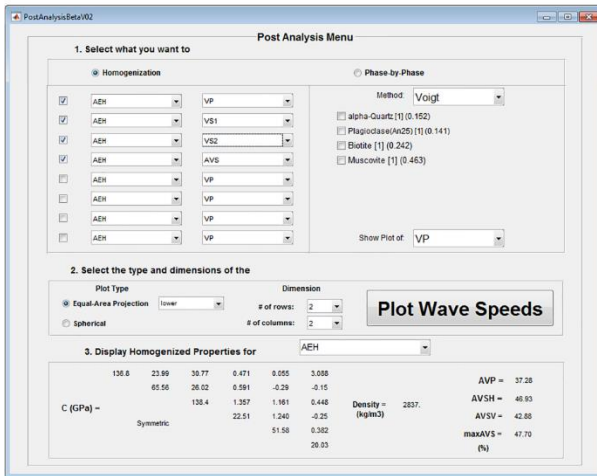 PostAnalysisBetaV02
Post Analysis Menu
1. Select what you want to
Homogenization
Phase-by-Phase
AEH VP
AEH VS1
AEH VS2
AEH AVS
AEH VP
AEH VP
AEH VP
AEH VP
Method: Voigt
alpha-Quartz [1] (0.152)
Plagioclase(An25) [1] (0.141)
Biotite [1] (0.242)
Muscovite [1] (0.463)
Show Plot of: VP
2. Select the type and dimensions of the
Plot Type
Dimension
Equal-Area Projection lower
Spherical
# of rows: 2
# of columns: 2
Plot Wave Speeds
3. Display Homogenized Properties for AEH
C (GPa) =
136.8 23.99 30.77 0.471 0.055 3.088
65.56 26.02 0.591 -0.29 -0.15
138.4 1.357 1.161 0.448
22.51 1.240 -0.25
Symmetric 51.58 0.382
20.03
Density = 2837.
(kg/m3)
AVP = 37.28
AVSH = 46.93
AVSV = 42.88
maxAVS = 47.70
(%)